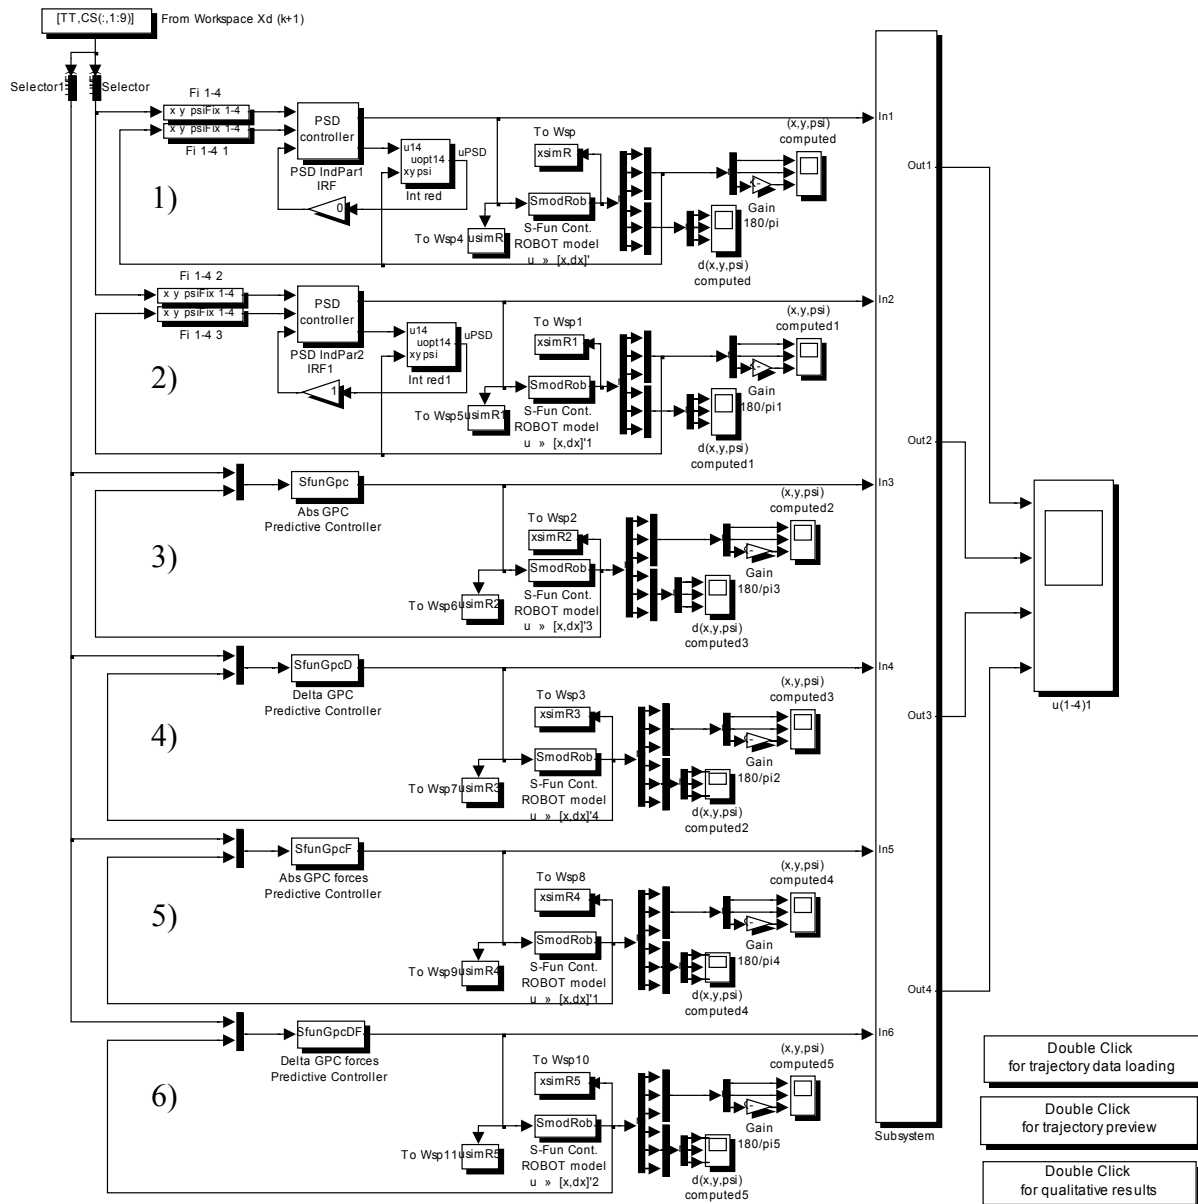 [TT,CS(:,1:9)]
From Workspace Xd (k+1)
Selector1
Selector
1)
Fi 1-4
x y psiFix 1-4
x y psiFix 1-4
Fi 1-4 1
PSD
controller
PSD IndPar1
IRF
0
u14
uopt14
xy psi
Int red
uPSD
To Wsp
xsimR
To Wsp4
usimR
SmodRob
S-Fun Cont.
ROBOT model
u » [x,dx]'
(x,y,psi)
computed
Gain
180/pi
d(x,y,psi)
computed
In1
2)
Fi 1-4 2
x y psiFix 1-4
x y psiFix 1-4
Fi 1-4 3
PSD
controller
PSD IndPar2
IRF1
1
u14
uopt14
xy psi
Int red1
uPSD
To Wsp1
xsimR1
To Wsp5
usimR1
SmodRob
S-Fun Cont.
ROBOT model
u » [x,dx]'1
(x,y,psi)
computed1
Gain
180/pi1
d(x,y,psi)
computed1
In2
3)
SfunGpc
Abs GPC
Predictive Controller
To Wsp2
xsimR2
To Wsp6
usimR2
SmodRob
S-Fun Cont.
ROBOT model
u » [x,dx]'3
(x,y,psi)
computed2
Gain
180/pi3
d(x,y,psi)
computed3
In3
4)
SfunGpcD
Delta GPC
Predictive Controller
To Wsp3
xsimR3
To Wsp7
usimR3
SmodRob
S-Fun Cont.
ROBOT model
u » [x,dx]'4
(x,y,psi)
computed3
Gain
180/pi2
d(x,y,psi)
computed2
In4
5)
SfunGpcF
Abs GPC forces
Predictive Controller
To Wsp8
xsimR4
To Wsp9
usimR4
SmodRob
S-Fun Cont.
ROBOT model
u » [x,dx]'1
(x,y,psi)
computed4
Gain
180/pi4
d(x,y,psi)
computed4
In5
6)
SfunGpcDF
Delta GPC forces
Predictive Controller
To Wsp10
xsimR5
To Wsp11
usimR5
SmodRob
S-Fun Cont.
ROBOT model
u » [x,dx]'2
(x,y,psi)
computed5
Gain
180/pi5
d(x,y,psi)
computed5
In6
Out1
Out2
Out3
Out4
Subsystem
u(1-4)1
Double Click
for trajectory data loading
Double Click
for trajectory preview
Double Click
for qualitative results